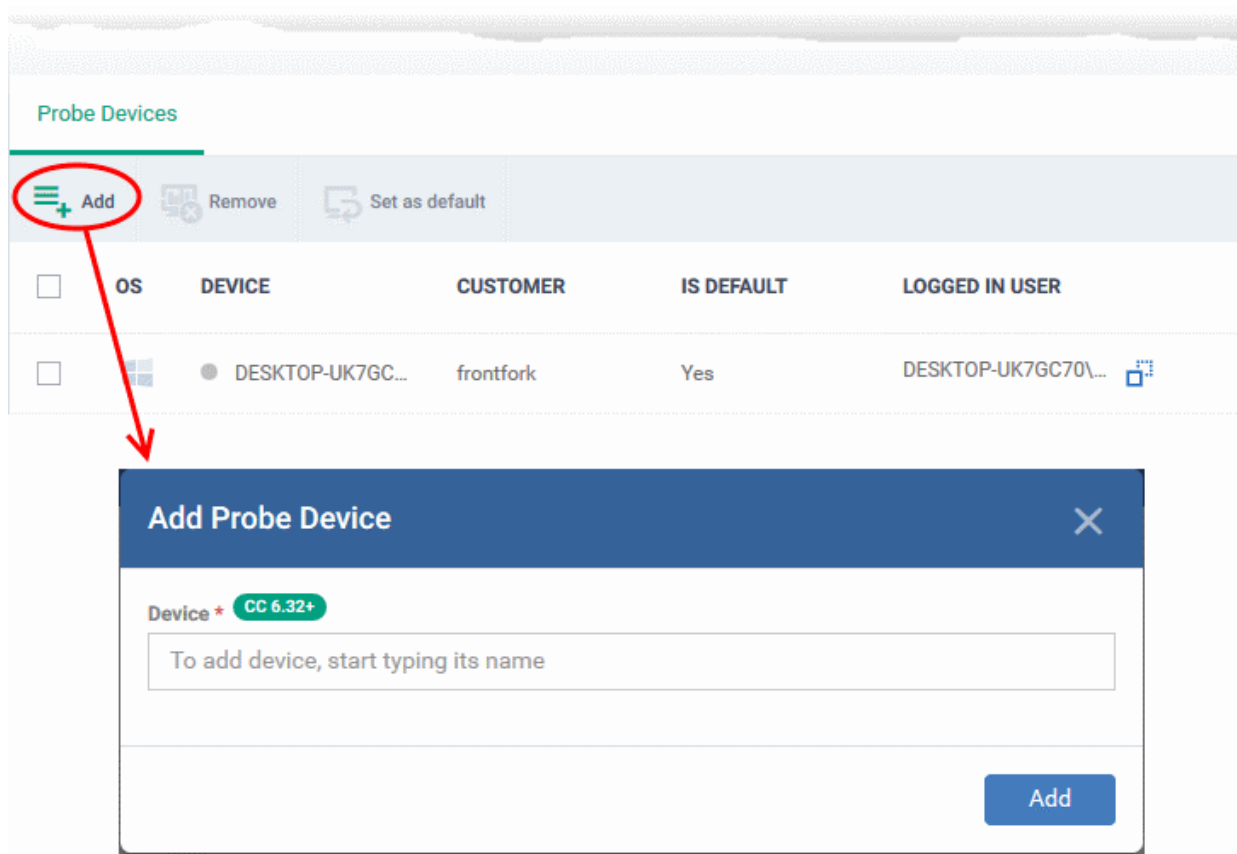 Probe Devices
Add Remove Set as default
OS DEVICE CUSTOMER IS DEFAULT LOGGED IN USER
DESKTOP-UK7GC... frontfork Yes DESKTOP-UK7GC70\...
Add Probe Device
Device * CC 6.32+
To add device, start typing its name
Add